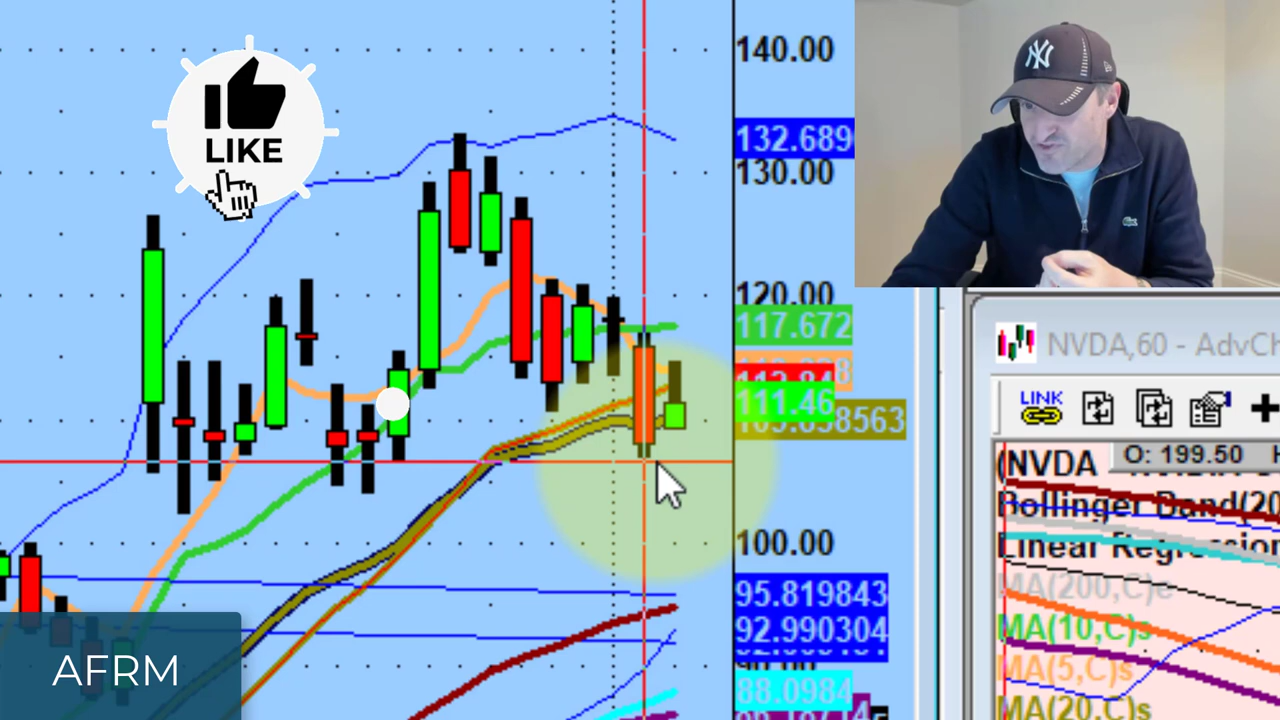 LIKE
140.00
132.689
130.00
120.00
117.672
111.46
100.00
95.819843
92.990304
88.0984
AFRM
NY
NVDA,60 - AdvCh
LINK
O: 199.50
(NVDA
Bollinger Band(20
Linear Regression
MA(200,C)e
MA(10,C)s
MA(5,C)s
MA(20,C)s